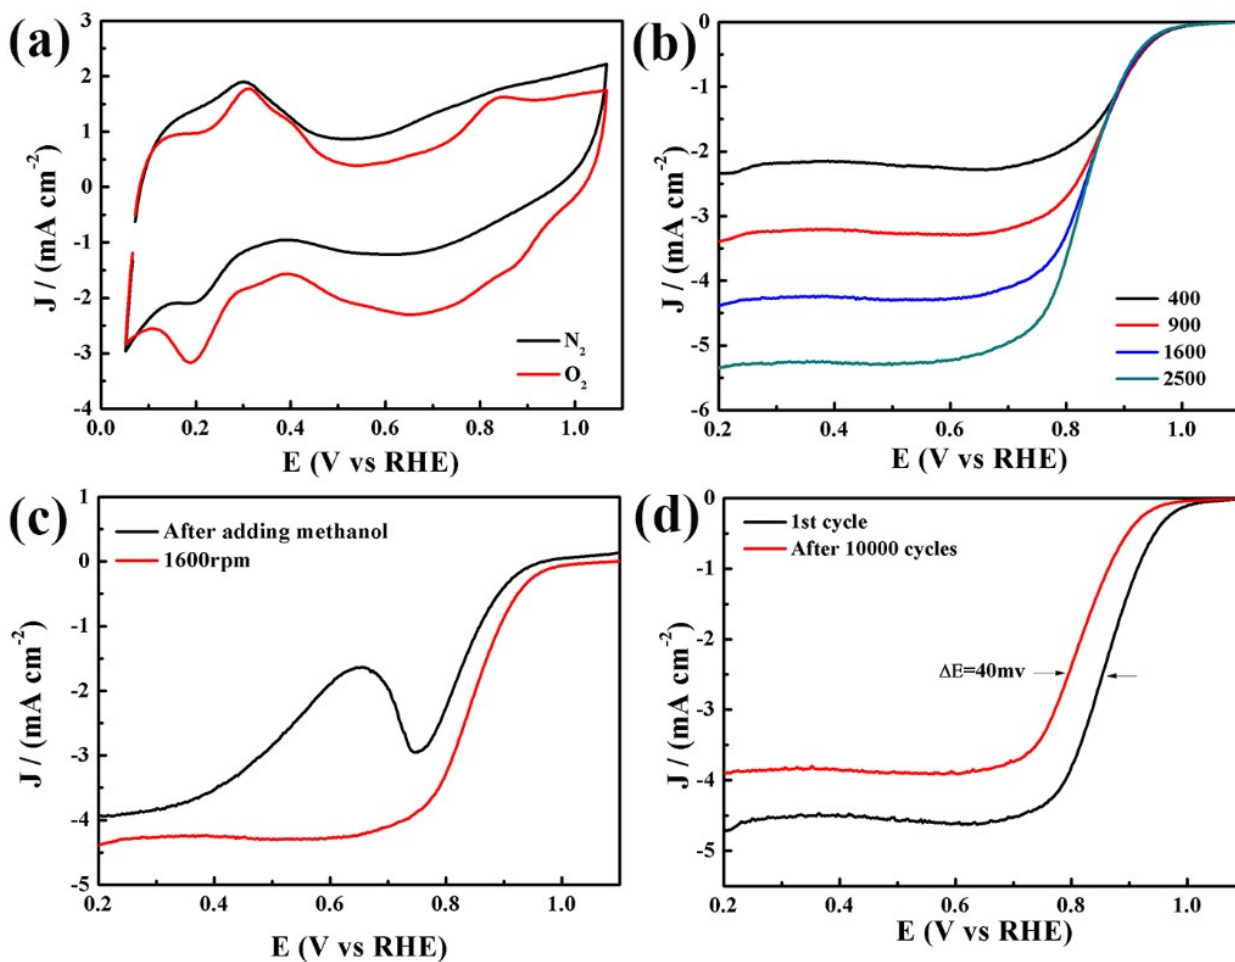 (a)
3
2
1
0
-1
-2
-3
-4
J / (mA cm-2)
N2
O2
0.0 0.2 0.4 0.6 0.8 1.0
E (V vs RHE)
(b)
0
-1
-2
-3
-4
-5
-6
J / (mA cm-2)
400
900
1600
2500
0.2 0.4 0.6 0.8 1.0
E (V vs RHE)
(c)
1
0
-1
-2
-3
-4
-5
J / (mA cm-2)
After adding methanol
1600rpm
0.2 0.4 0.6 0.8 1.0
E (V vs RHE)
(d)
0
-1
-2
-3
-4
-5
J / (mA cm-2)
1st cycle
After 10000 cycles
ΔE=40mv
0.2 0.4 0.6 0.8 1.0
E (V vs RHE)